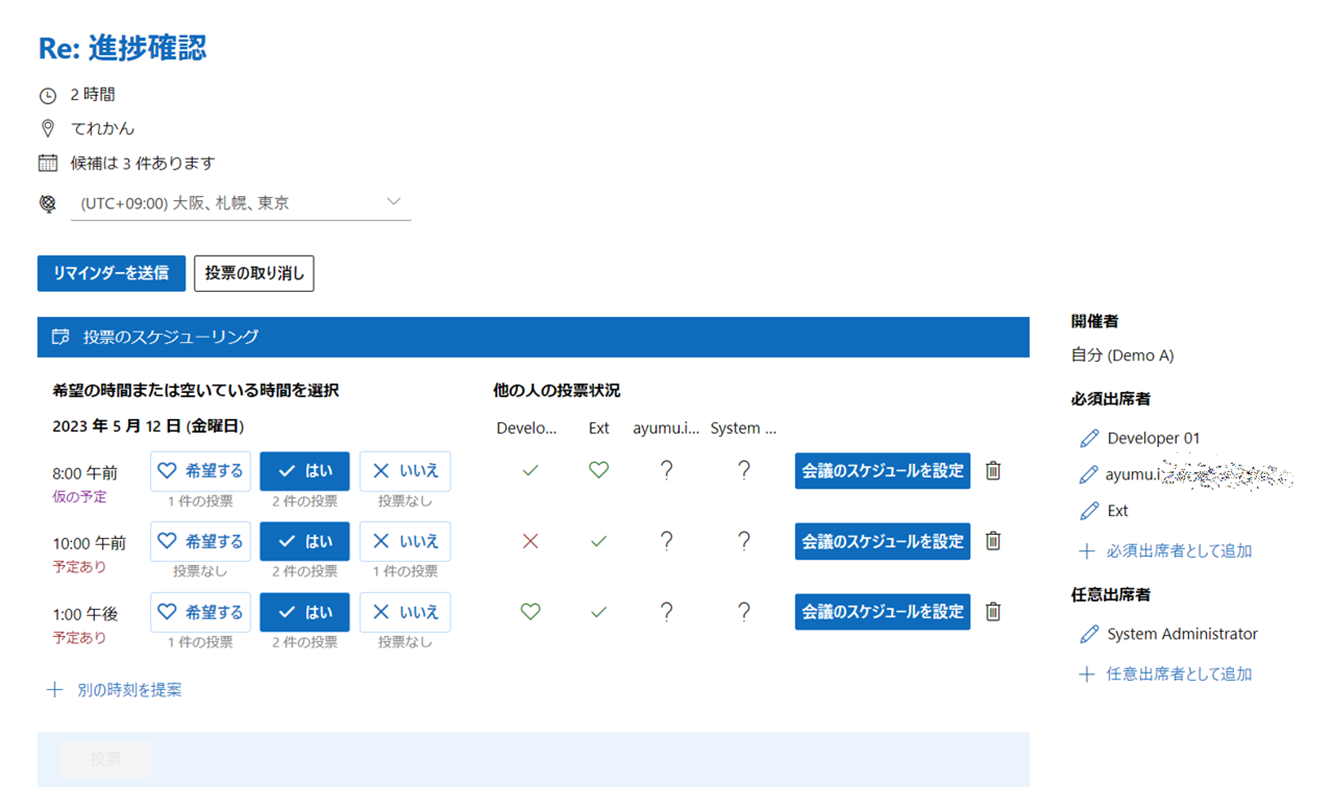 Re: 進捗確認
2 時間
てれかん
候補は 3 件あります
(UTC+09:00) 大阪、札幌、東京
リマインダーを送信 投票の取り消し
投票のスケジューリング
希望の時間または空いている時間を選択 他の人の投票状況
2023 年 5 月 12 日 (金曜日) Develo... Ext ayumu.i... System ...
8:00 午前 希望する はい いいえ ? ? 会議のスケジュールを設定
仮の予定 1 件の投票 2 件の投票 投票なし
10:00 午前 希望する はい いいえ ? ? 会議のスケジュールを設定
予定あり 投票なし 2 件の投票 1 件の投票
1:00 午後 希望する はい いいえ ? ? 会議のスケジュールを設定
予定あり 1 件の投票 2 件の投票 投票なし
別の時刻を提案
投票
開催者
自分 (Demo A)
必須出席者
Developer 01
ayumu.i
Ext
必須出席者として追加
任意出席者
System Administrator
任意出席者として追加